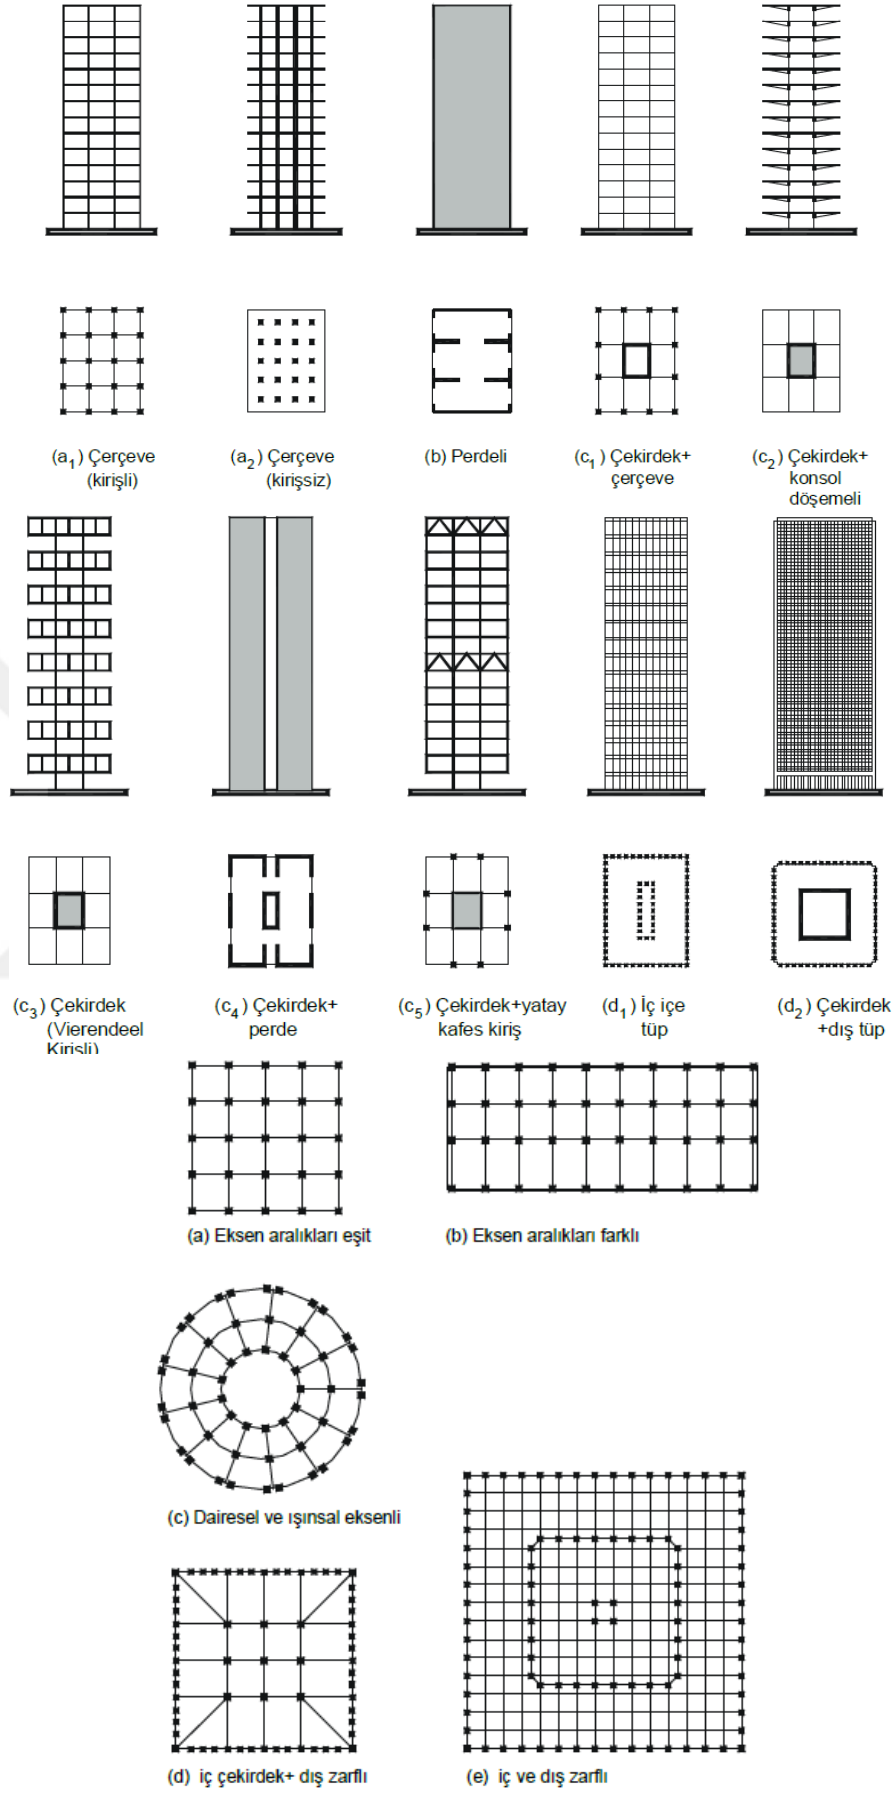 (a1) Çerçeve
(kirişli)
(a2) Çerçeve
(kirişsiz)
(b) Perdeli
(c1) Çekirdek+
çerçeve
(c2) Çekirdek+
konsol
döşemeli
(c3) Çekirdek
(Vierendeel
Kirişli)
(c4) Çekirdek+
perde
(c5) Çekirdek+yatay
kafes kiriş
(d1) İç içe
tüp
(d2) Çekirdek
+dış tüp
(a) Eksen aralıkları eşit
(b) Eksen aralıkları farklı
(c) Dairesel ve ışınsal eksenli
(d) iç çekirdek+ dış zarflı
(e) iç ve dış zarflı